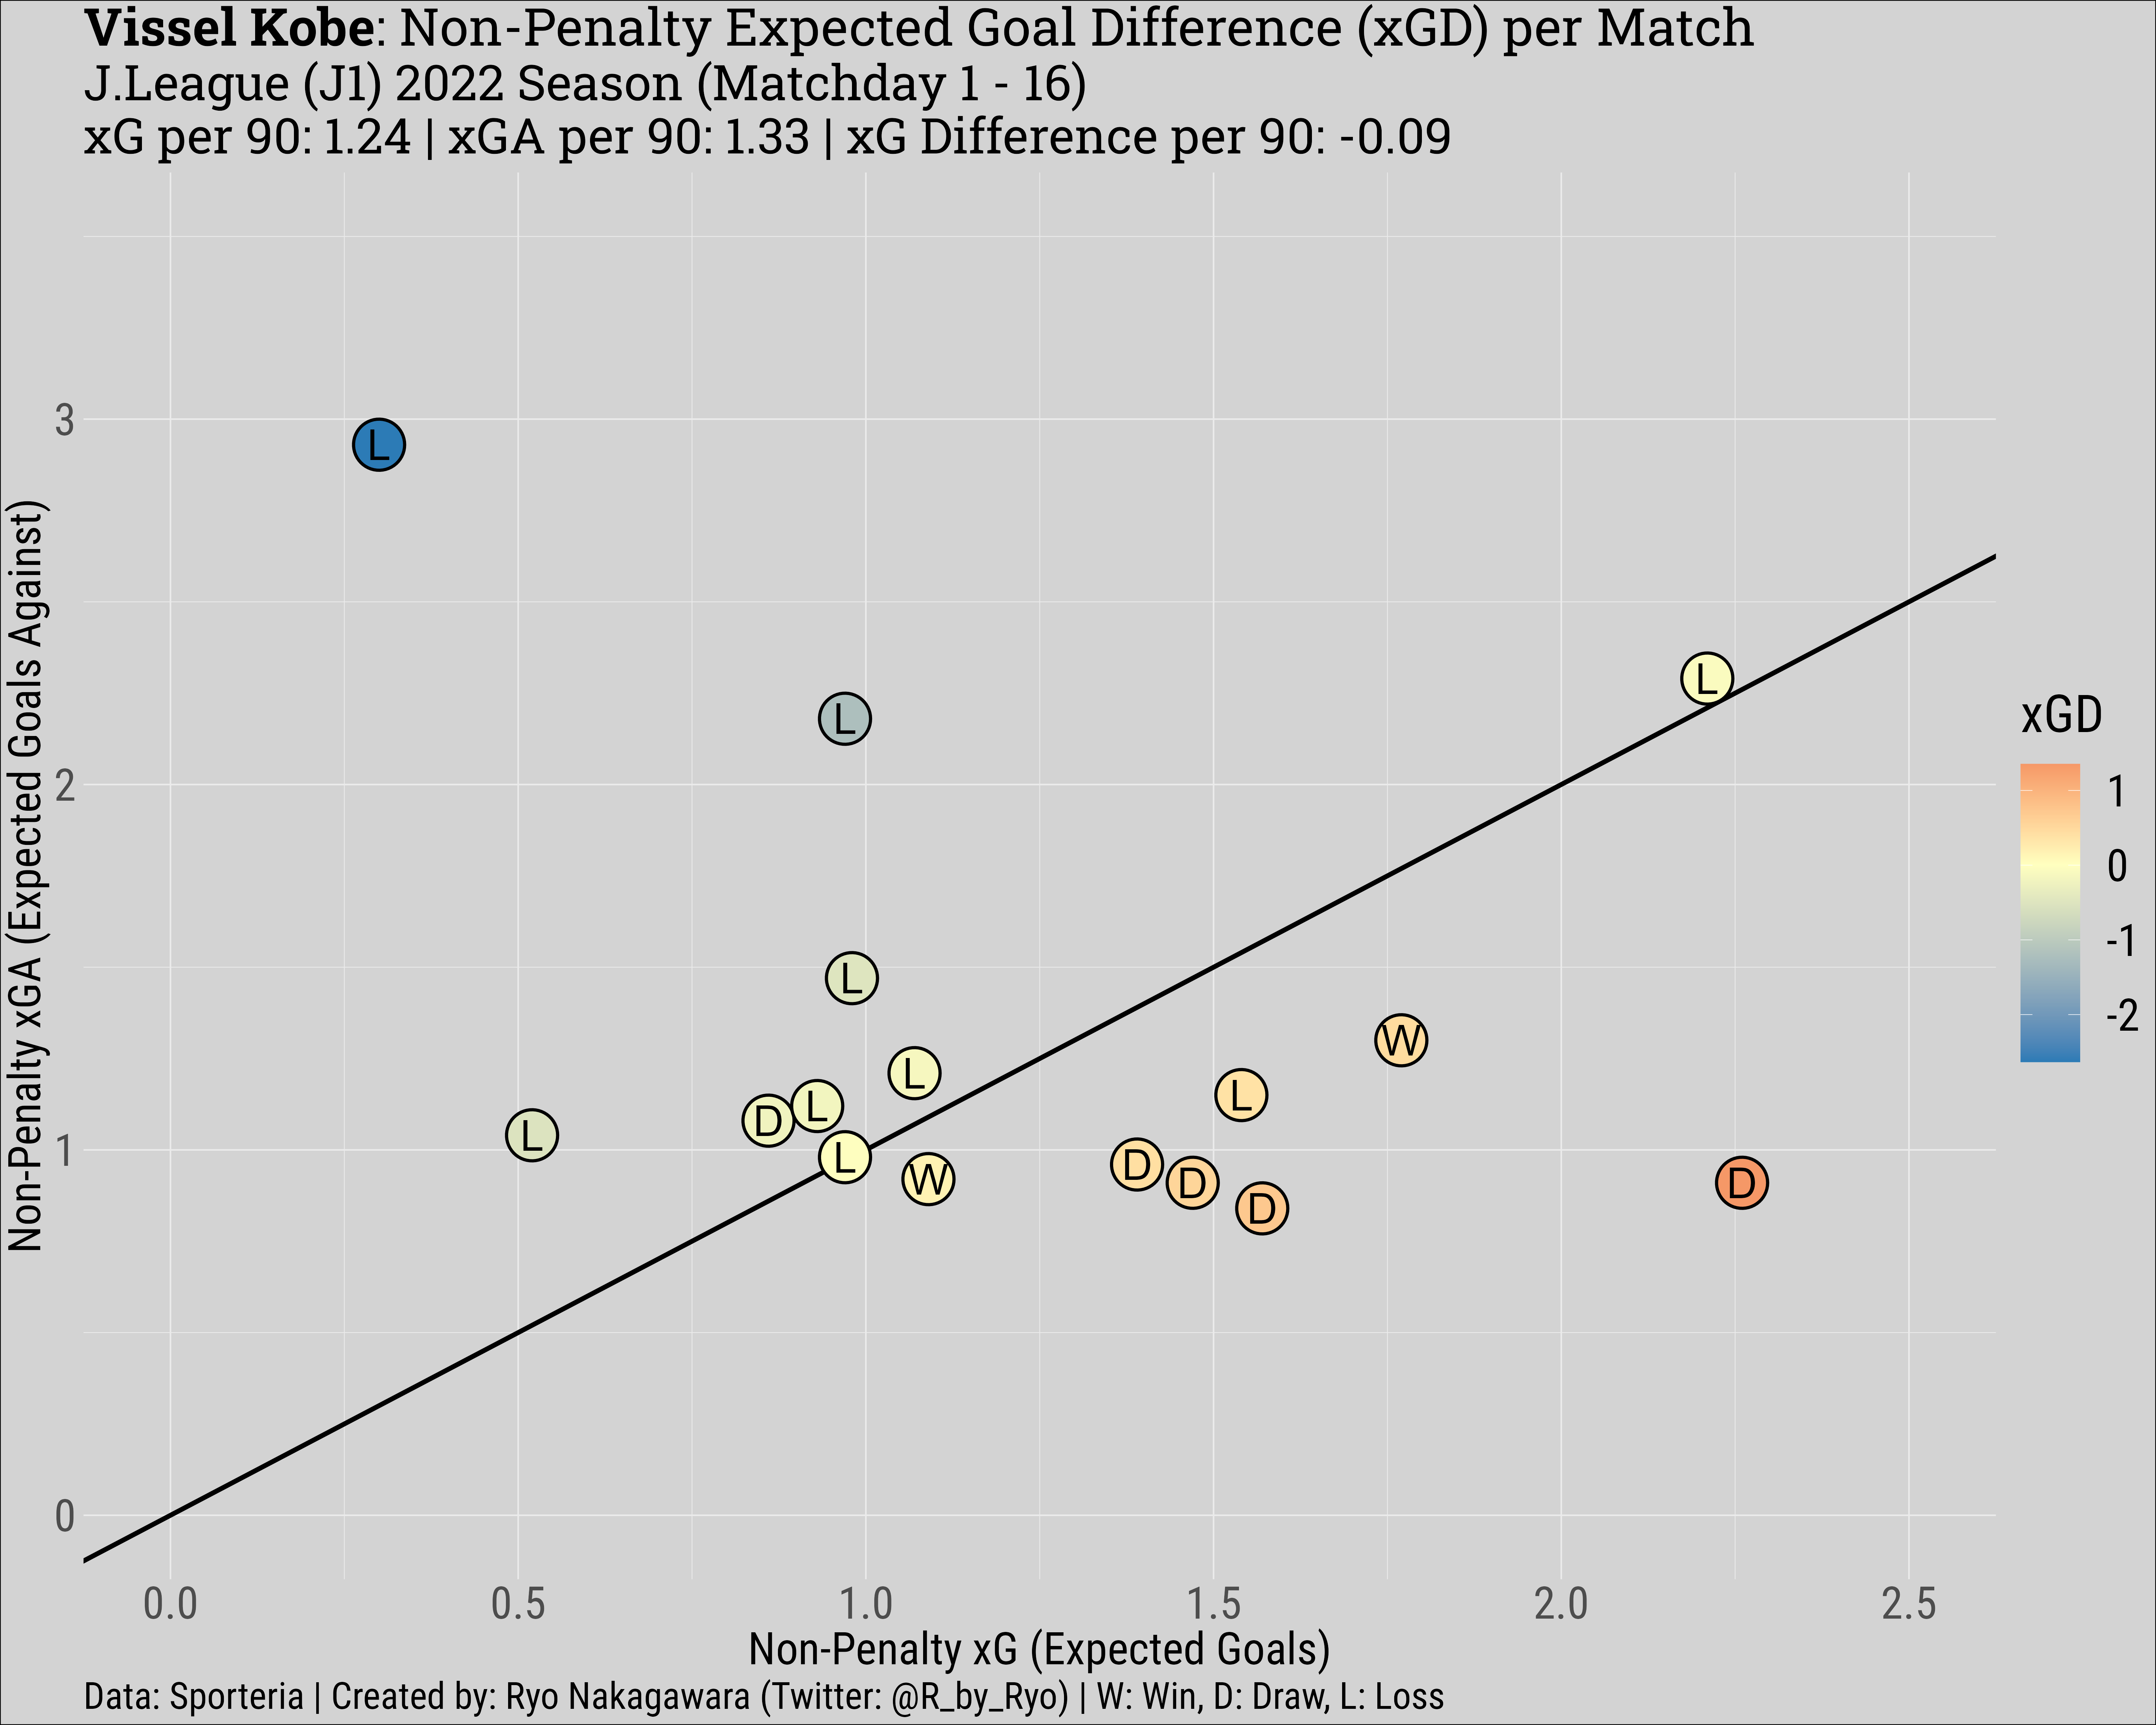 Vissel Kobe: Non-Penalty Expected Goal Difference (xGD) per Match
J.League (J1) 2022 Season (Matchday 1 - 16)
xG per 90: 1.24 | xGA per 90: 1.33 | xG Difference per 90: -0.09
Non-Penalty xGA (Expected Goals Against)
3
2
1
0
L
L
L
L
W
L
L
L
D
L
L
W
D
D
D
D
xGD
1
0
-1
-2
0.0
0.5
1.0
1.5
2.0
2.5
Non-Penalty xG (Expected Goals)
Data: Sporteria | Created by: Ryo Nakagawara (Twitter: @R_by_Ryo) | W: Win, D: Draw, L: Loss